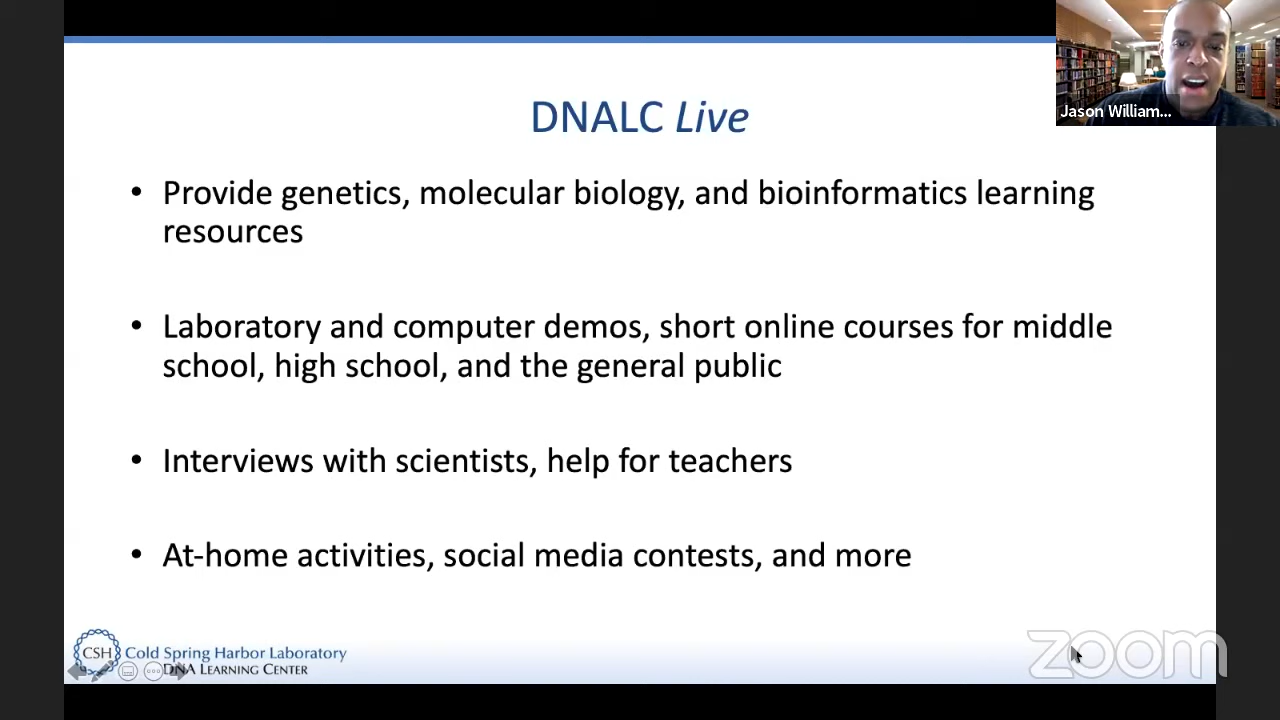 Jason William...
DNALC Live
• Provide genetics, molecular biology, and bioinformatics learning
resources
• Laboratory and computer demos, short online courses for middle
school, high school, and the general public
• Interviews with scientists, help for teachers
• At-home activities, social media contests, and more
CSH
Cold Spring Harbor Laboratory
DNA LEARNING CENTER
zoom